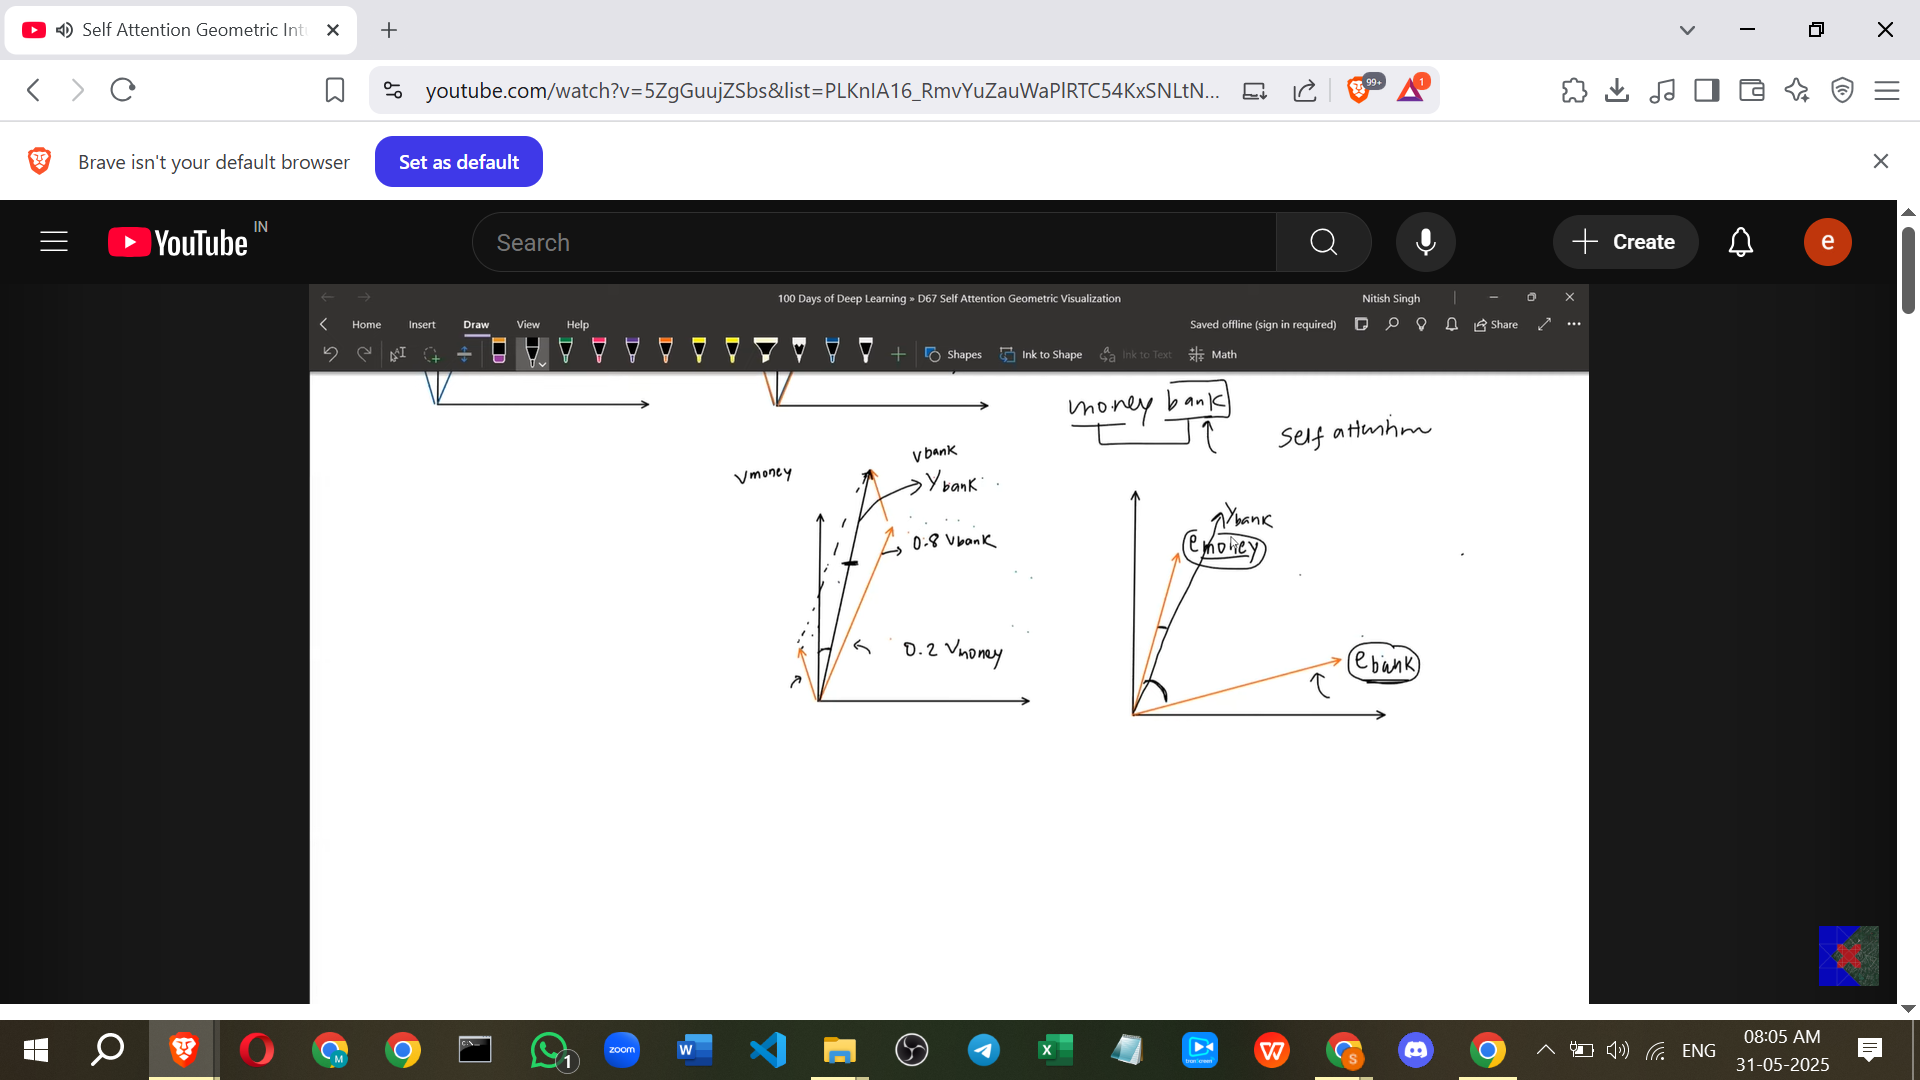 Self Attention Geometric Int
youtube.com/watch?v=5ZgGuujZSbs&list=PLKnIA16_RmvYuZauWaPlRTC54KxSNLtN...
99+
1
Brave isn't your default browser
Set as default
YouTube IN
Search
Create
e
100 Days of Deep Learning » D67 Self Attention Geometric Visualization
Nitish Singh
Home Insert Draw View Help
Saved offline (sign in required)
Share
Shapes
Ink to Shape
Ink to Text
Math
money bank
Self attention
v bank
v money
y bank
0.8 v bank
0.2 v money
y bank
e money
e bank
M
C:\
1
zoom
W
X
W
S
ENG
08:05 AM
31-05-2025